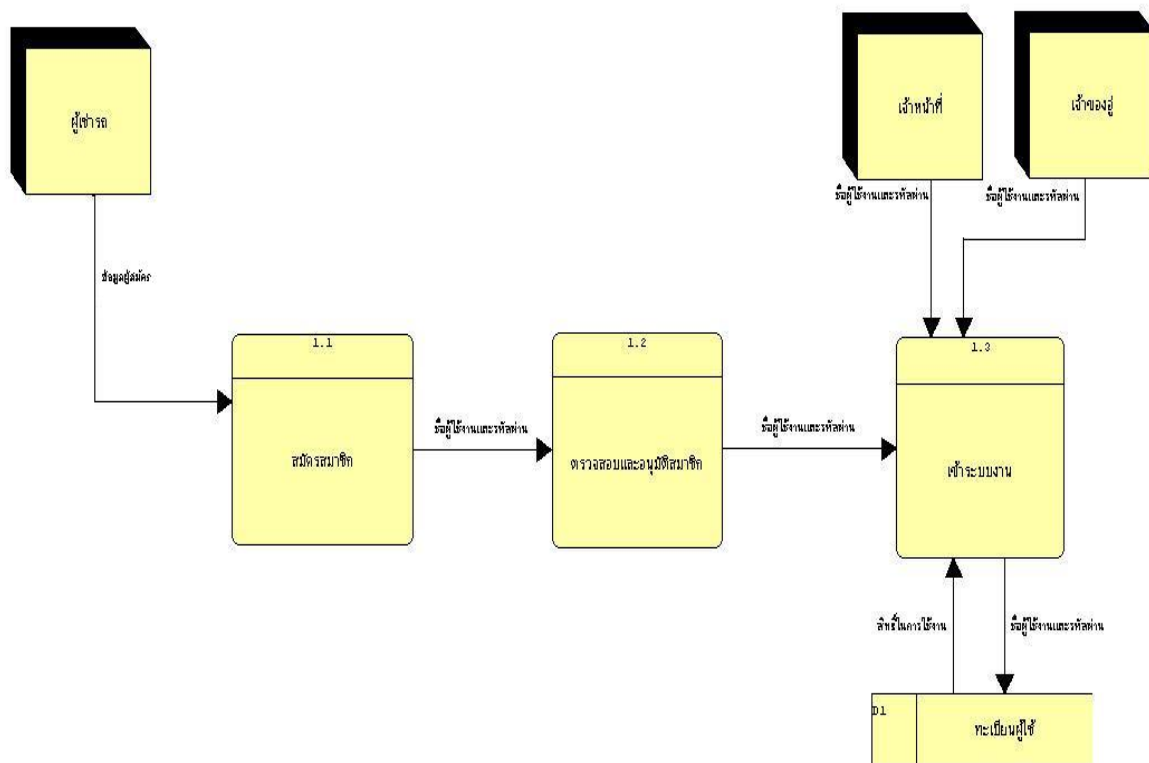 ผู้เช่ารถ
เจ้าหน้าที่
เจ้าของอู่
ชื่อผู้ใช้งานและรหัสผ่าน
ชื่อผู้ใช้งานและรหัสผ่าน
ข้อมูลผู้สมัคร
1.1
สมัครสมาชิก
ชื่อผู้ใช้งานและรหัสผ่าน
1.2
ตรวจสอบและอนุมัติสมาชิก
ชื่อผู้ใช้งานและรหัสผ่าน
1.3
เข้าระบบงาน
สิทธิ์ในการใช้งาน
ชื่อผู้ใช้งานและรหัสผ่าน
D1
ทะเบียนผู้ใช้